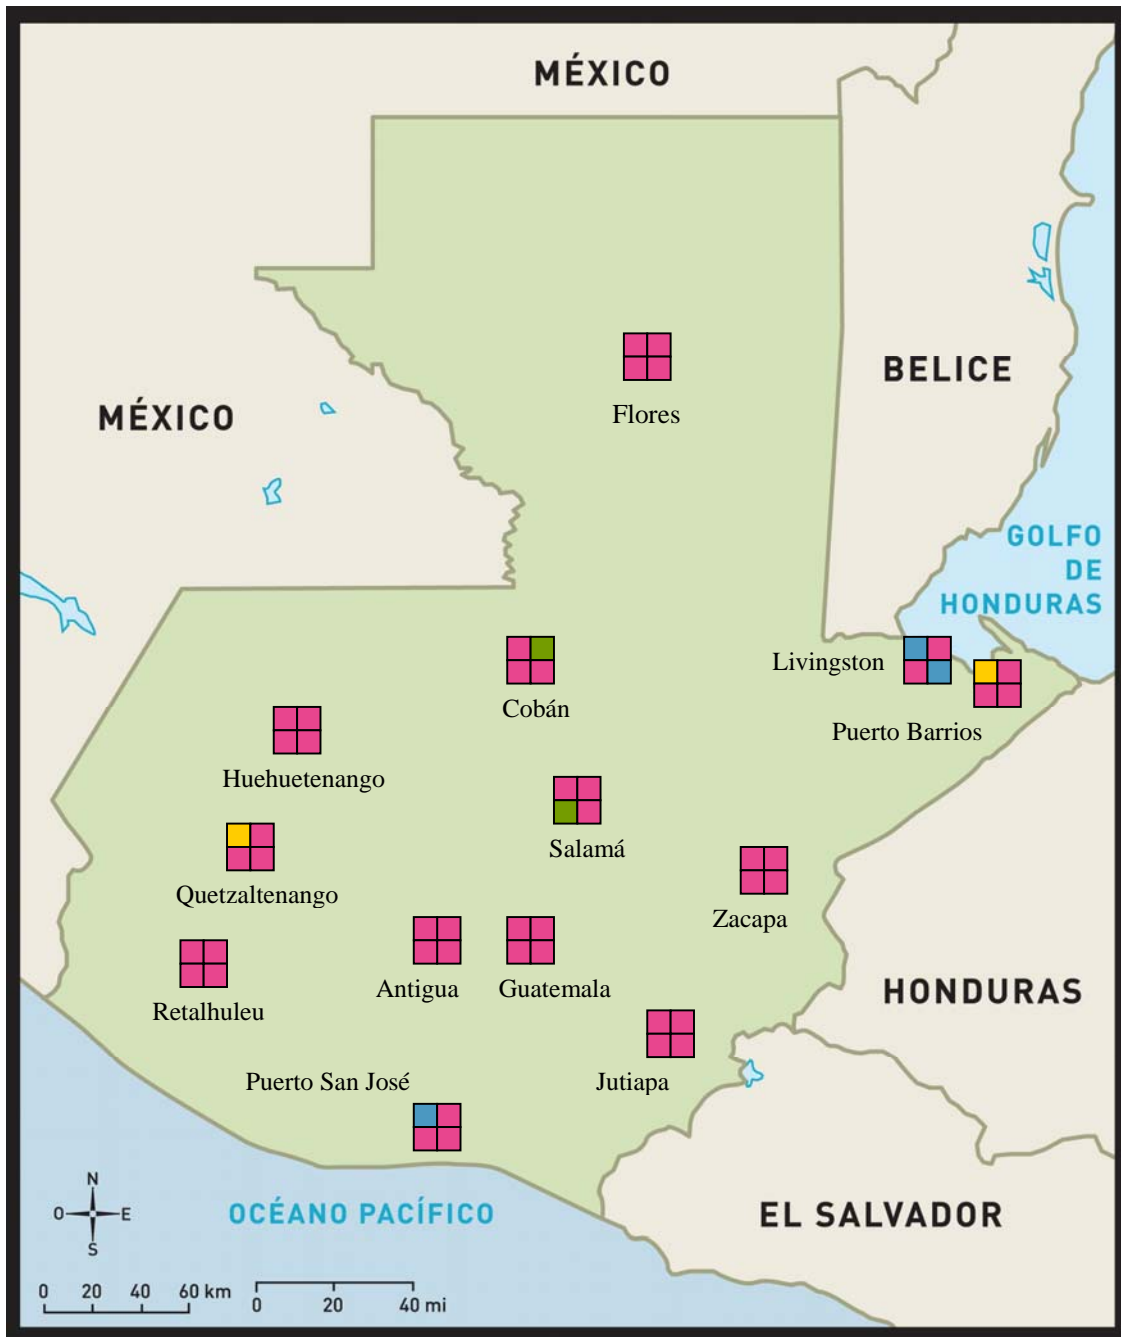 MÉXICO
MÉXICO
BELICE
Flores
GOLFO
DE
HONDURAS
Livingston
Cobán
Puerto Barrios
Huehuetenango
Salamá
Quetzaltenango
Zacapa
Antigua
Guatemala
Retalhuleu
HONDURAS
Puerto San José
Jutiapa
N
O E
S
OCÉANO PACÍFICO
EL SALVADOR
0 20 40 60 km
0 20 40 mi